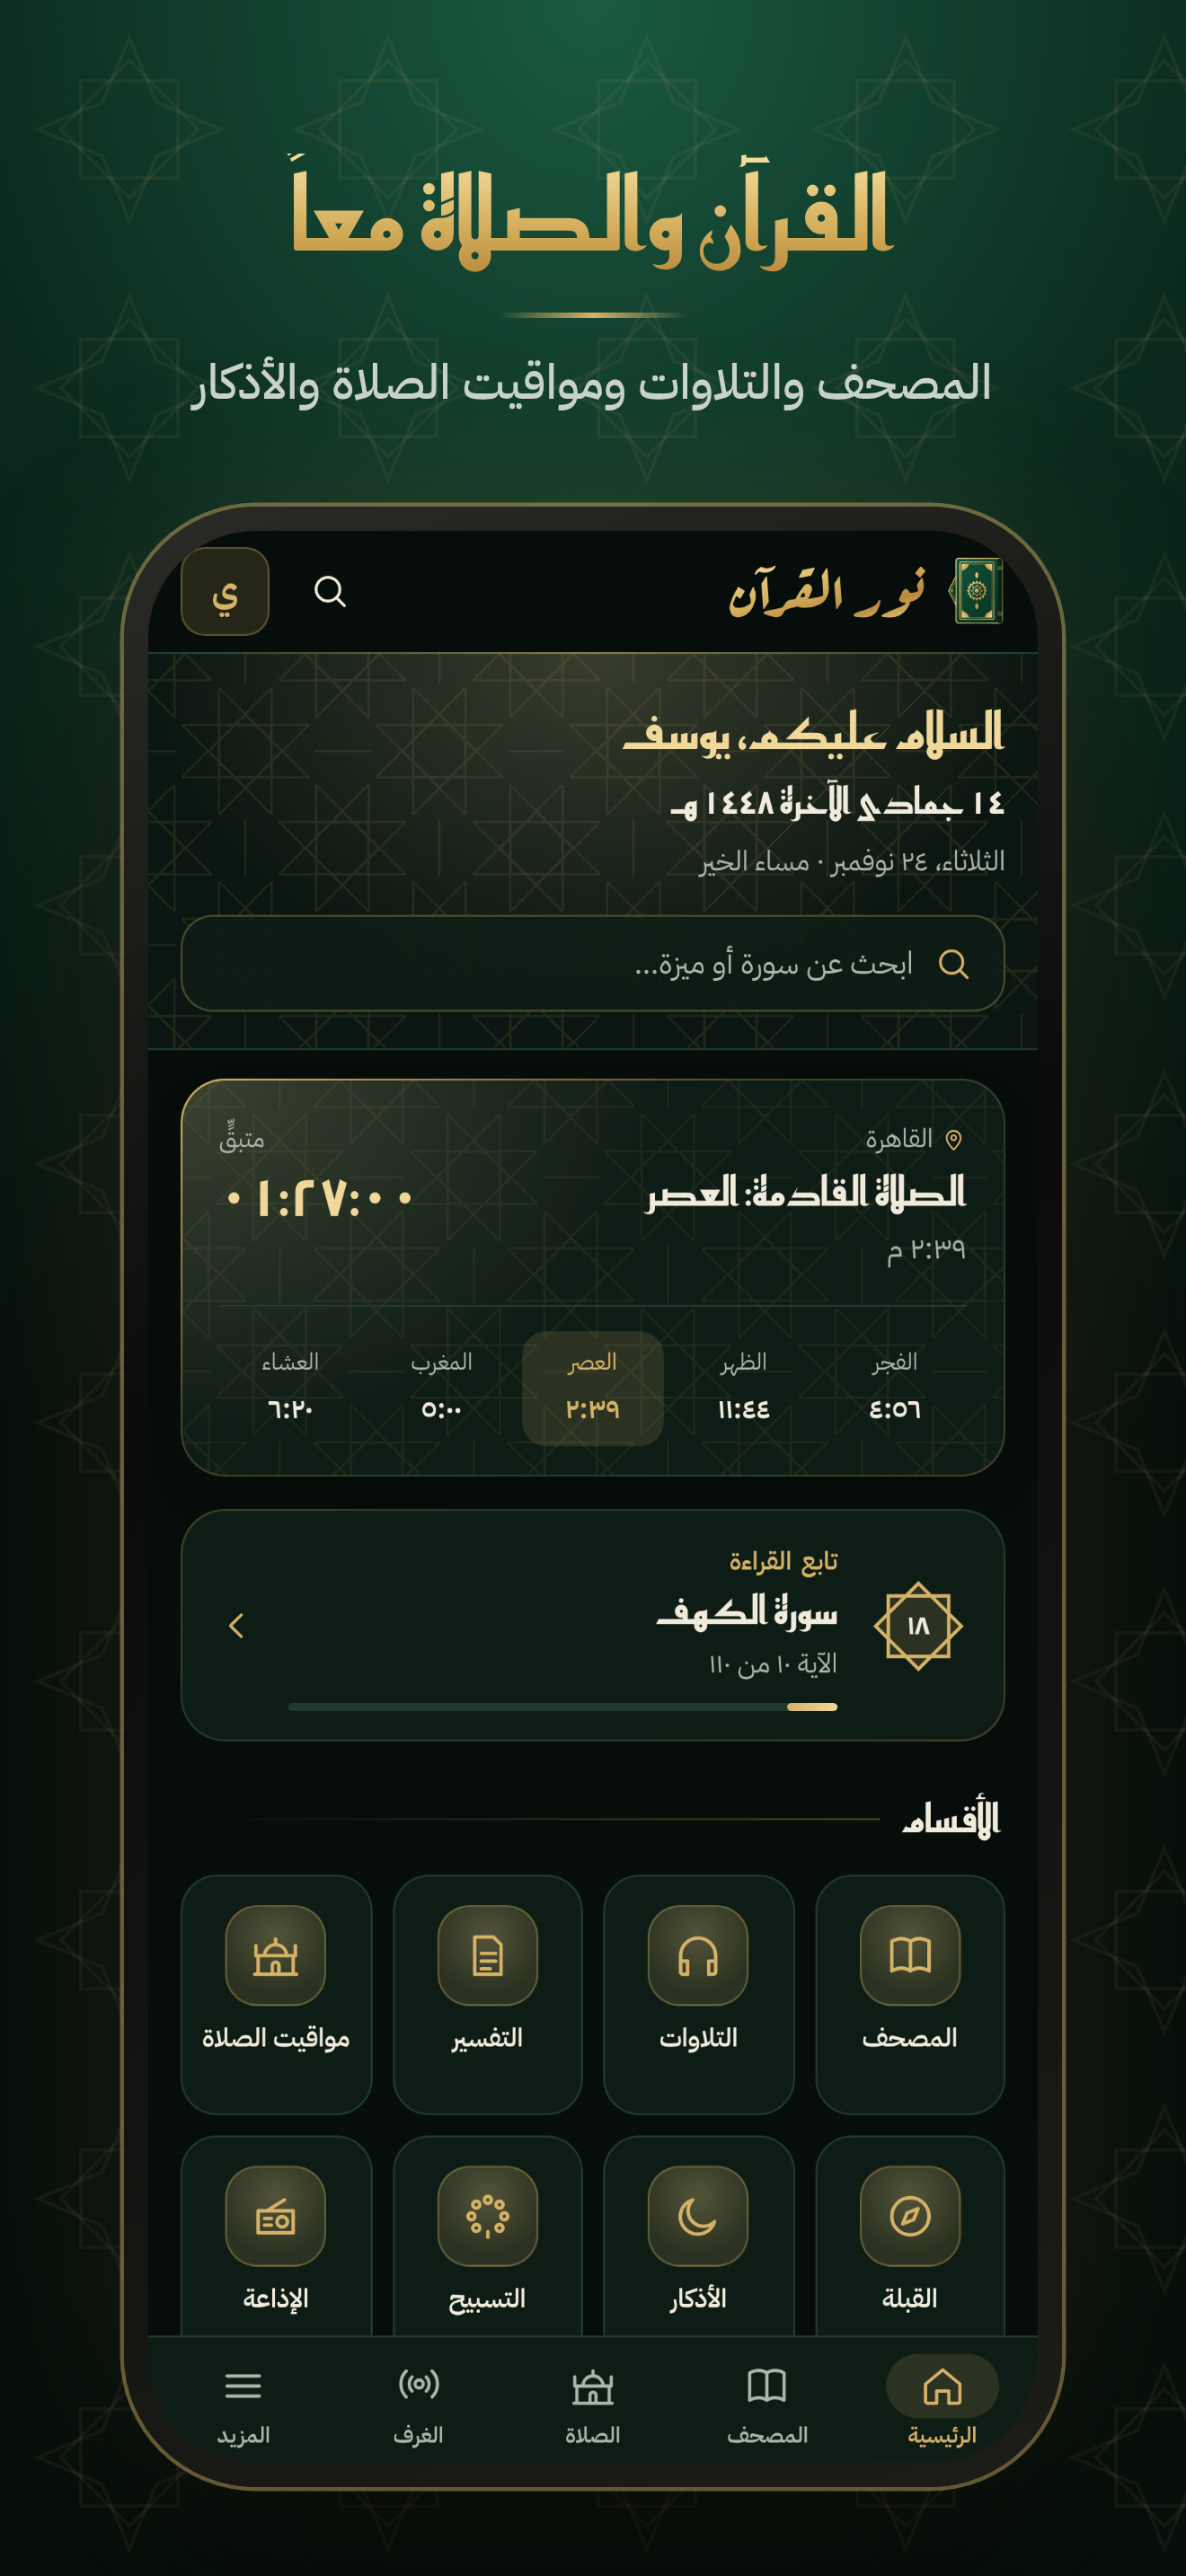 القرآن والصلاة معاً
المصحف والتلاوات ومواقيت الصلاة والأذكار
نور القرآن
ي
السلام عليكم، يوسف
١٤ جمادى الآخرة ١٤٤٨ هـ
الثلاثاء، ٢٤ نوفمبر · مساء الخير
ابحث عن سورة أو ميزة...
القاهرة
متبقٍّ
الصلاة القادمة: العصر
٠١:٢٧:٠٠
٢:٣٩ م
الفجر الظهر العصر المغرب العشاء
٤:٥٦ ١١:٤٤ ٢:٣٩ ٥:٠٠ ٦:٢٠
تابع القراءة
سورة الكهف
١٨
الآية ١٠ من ١١٠
الأقسام
المصحف التلاوات التفسير مواقيت الصلاة
القبلة الأذكار التسبيح الإذاعة
الرئيسية المصحف الصلاة الغرف المزيد